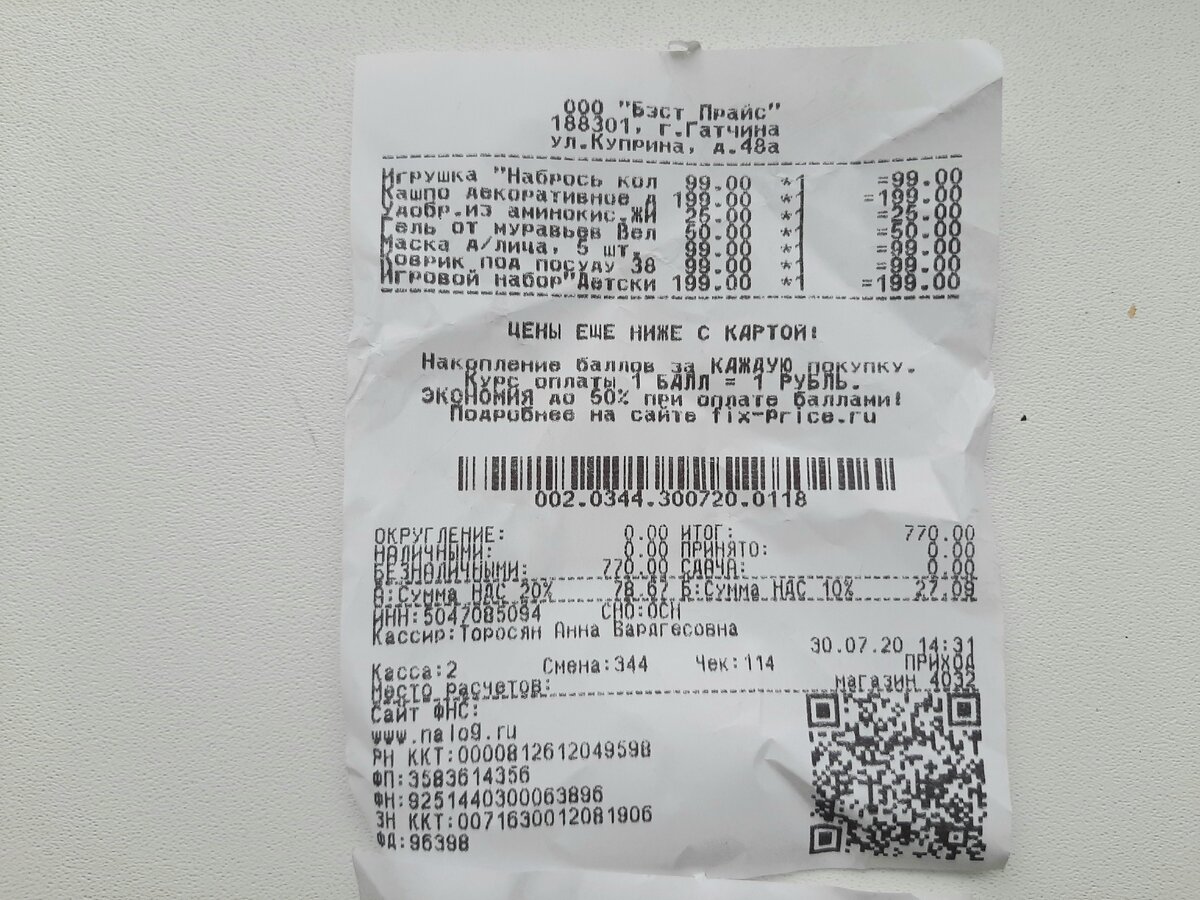 ООО "Бэст Прайс"
188301, г.Гатчина
ул.Куприна, д.48а
Игрушка "Набрось кол 99.00 *1 =99.00
Кашпо декоративное д 199.00 *1 =199.00
Удобр.из аминокис.жи 25.00 *1 =25.00
Гель от муравьев Вел 50.00 *1 =50.00
Маска д/лица, 5 шт. 99.00 *1 =99.00
Коврик под посуду 38 99.00 *1 =99.00
Игровой набор"Детски 199.00 *1 =199.00
ЦЕНЫ ЕЩЕ НИЖЕ С КАРТОЙ!
Накопление баллов за КАЖДУЮ покупку.
Курс оплаты 1 БАЛЛ = 1 РУБЛЬ.
ЭКОНОМИЯ до 50% при оплате баллами!
Подробнее на сайте fix-price.ru
002.0344.300720.0118
ОКРУГЛЕНИЕ: 0.00 ИТОГ: 770.00
НАЛИЧНЫМИ: 0.00 ПРИНЯТО: 0.00
БЕЗНАЛИЧНЫМИ: 770.00 СДАЧА: 0.00
А:Сумма НДС 20% 78.67 Б:Сумма НДС 10% 27.09
ИНН:5047085094 СНО:ОСН
Кассир:Торосян Анна Вардгесовна
30.07.20 14:31
ПРИХОД
Касса:2 Смена:344 Чек:114
Место расчетов: магазин 4032
Сайт ФНС:
www.nalog.ru
РН ККТ:0000812612049598
ФП:3583614356
ФН:9251440300063896
ЗН ККТ:0071630012081906
ФД:96398